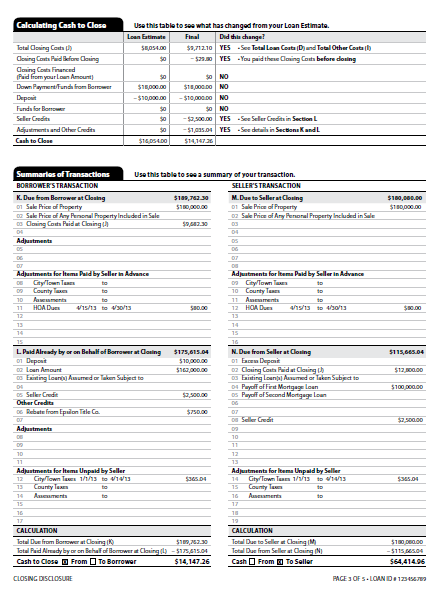 Calculating Cash to Close Use this table to see what has changed from your Loan Estimate.
Loan Estimate Final Did this change?
Total Closing Costs (J) $8,054.00 $9,712.10 YES • See Total Loan Costs (D) and Total Other Costs (I)
Closing Costs Paid Before Closing $0 – $29.80 YES • You paid these Closing Costs before closing
Closing Costs Financed
(Paid from your Loan Amount) $0 $0 NO
Down Payment/Funds from Borrower $18,000.00 $18,000.00 NO
Deposit – $10,000.00 – $10,000.00 NO
Funds for Borrower $0 $0 NO
Seller Credits $0 – $2,500.00 YES • See Seller Credits in Section L
Adjustments and Other Credits $0 – $1,035.04 YES • See details in Sections K and L
Cash to Close $16,054.00 $14,147.26
Summaries of Transactions Use this table to see a summary of your transaction.
BORROWER'S TRANSACTION
K. Due from Borrower at Closing $189,762.30
01 Sale Price of Property $180,000.00
02 Sale Price of Any Personal Property Included in Sale
03 Closing Costs Paid at Closing (J) $9,682.30
04
Adjustments
05
06
07
Adjustments for Items Paid by Seller in Advance
08 City/Town Taxes to
09 County Taxes to
10 Assessments to
11 HOA Dues 4/15/13 to 4/30/13 $80.00
12
13
14
15
L. Paid Already by or on Behalf of Borrower at Closing $175,615.04
01 Deposit $10,000.00
02 Loan Amount $162,000.00
03 Existing Loan(s) Assumed or Taken Subject to
04
05 Seller Credit $2,500.00
Other Credits
06 Rebate from Epsilon Title Co. $750.00
07
Adjustments
08
09
10
11
Adjustments for Items Unpaid by Seller
12 City/Town Taxes 1/1/13 to 4/14/13 $365.04
13 County Taxes to
14 Assessments to
15
16
17
CALCULATION
Total Due from Borrower at Closing (K) $189,762.30
Total Paid Already by or on Behalf of Borrower at Closing (L) – $175,615.04
Cash to Close ☒ From ☐ To Borrower $14,147.26
SELLER'S TRANSACTION
M. Due to Seller at Closing $180,080.00
01 Sale Price of Property $180,000.00
02 Sale Price of Any Personal Property Included in Sale
03
04
05
06
07
08
Adjustments for Items Paid by Seller in Advance
09 City/Town Taxes to
10 County Taxes to
11 Assessments to
12 HOA Dues 4/15/13 to 4/30/13 $80.00
13
14
15
16
N. Due from Seller at Closing $115,665.04
01 Excess Deposit
02 Closing Costs Paid at Closing (J) $12,800.00
03 Existing Loan(s) Assumed or Taken Subject to
04 Payoff of First Mortgage Loan $100,000.00
05 Payoff of Second Mortgage Loan
06
07
08 Seller Credit $2,500.00
09
10
11
12
13
Adjustments for Items Unpaid by Seller
14 City/Town Taxes 1/1/13 to 4/14/13 $365.04
15 County Taxes to
16 Assessments to
17
18
19
CALCULATION
Total Due to Seller at Closing (M) $180,080.00
Total Due from Seller at Closing (N) – $115,665.04
Cash ☐ From ☒ To Seller $64,414.96
CLOSING DISCLOSURE PAGE 3 OF 5 • LOAN ID # 123456789